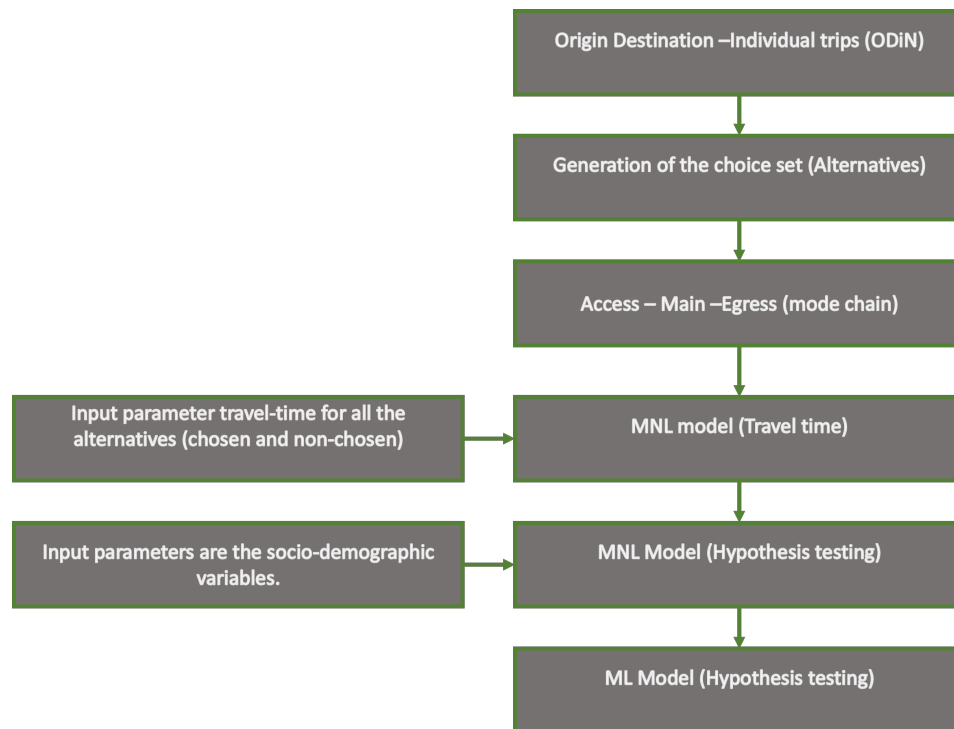 Origin Destination –Individual trips (ODiN)
Generation of the choice set (Alternatives)
Access – Main –Egress (mode chain)
Input parameter travel-time for all the
alternatives (chosen and non-chosen)
MNL model (Travel time)
Input parameters are the socio-demographic
variables.
MNL Model (Hypothesis testing)
ML Model (Hypothesis testing)